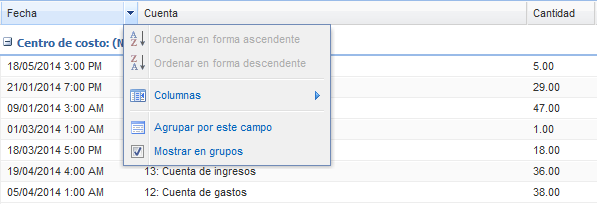 Fecha Cuenta Cantidad
Centro de costo: (N
A Z Ordenar en forma ascendente
Z A Ordenar en forma descendente
Columnas
Agrupar por este campo
Mostrar en grupos
18/05/2014 3:00 PM 5.00
21/01/2014 7:00 PM 29.00
09/01/2014 3:00 AM 47.00
01/03/2014 1:00 AM 1.00
18/03/2014 5:00 PM 18.00
19/04/2014 4:00 AM 13: Cuenta de ingresos 36.00
05/04/2014 1:00 AM 12: Cuenta de gastos 38.00